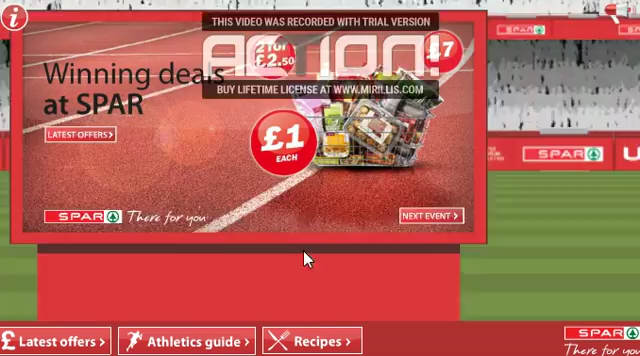 THIS VIDEO WAS RECORDED WITH TRIAL VERSION
ACTION!
BUY LIFETIME LICENSE AT WWW.MIRILLIS.COM
i
Winning deals
at SPAR
LATEST OFFERS
2 for
£2.50
£7
£1
EACH
SPAR There for you
NEXT EVENT
SPAR
SPAR
£ Latest offers
Athletics guide
Recipes
SPAR
There for you